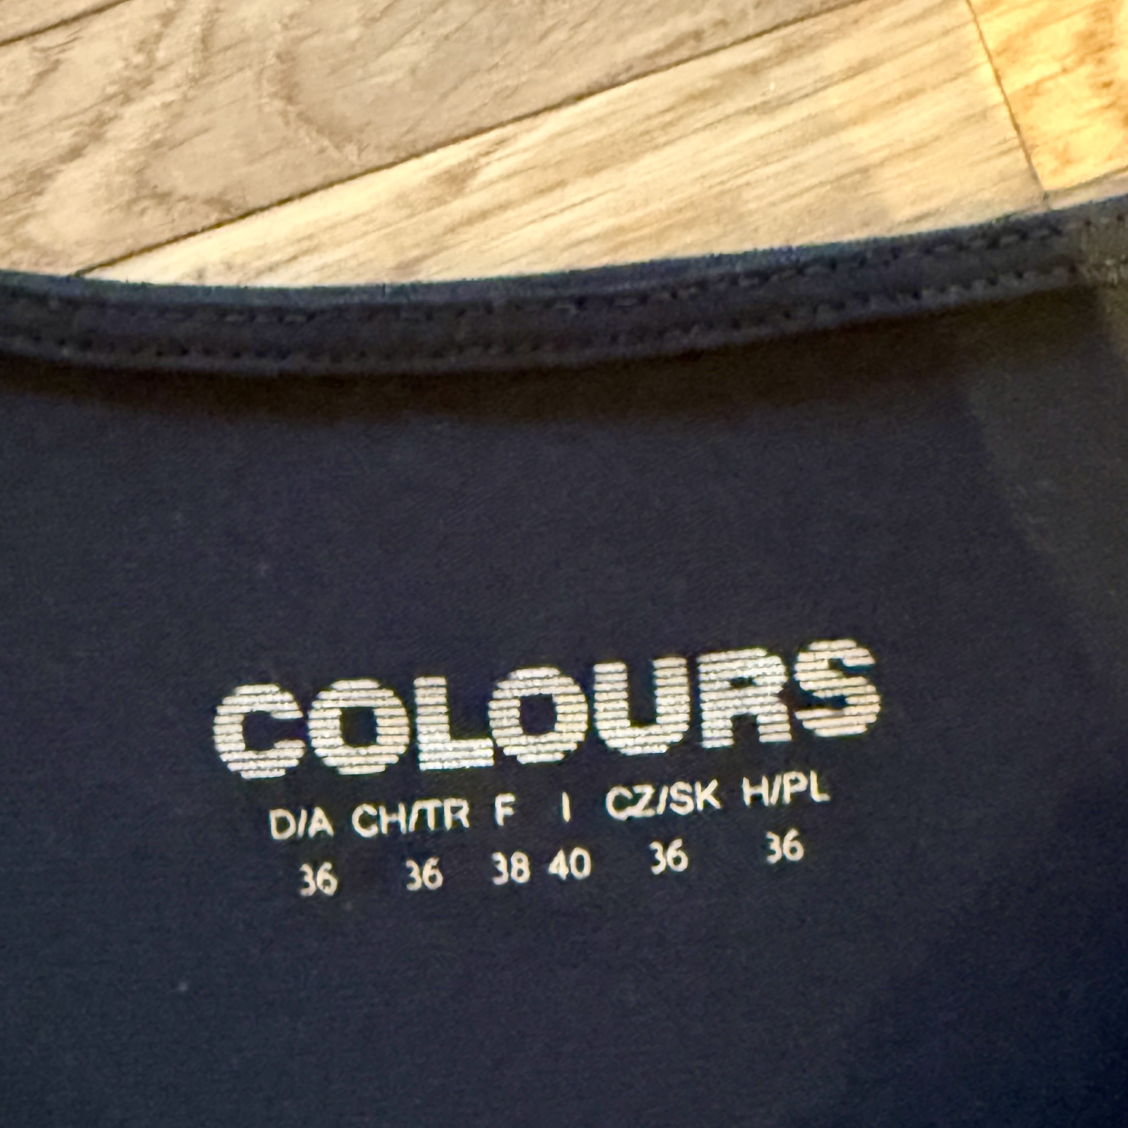 COLOURS
D/A CH/TR F I CZ/SK H/PL
36 36 38 40 36 36